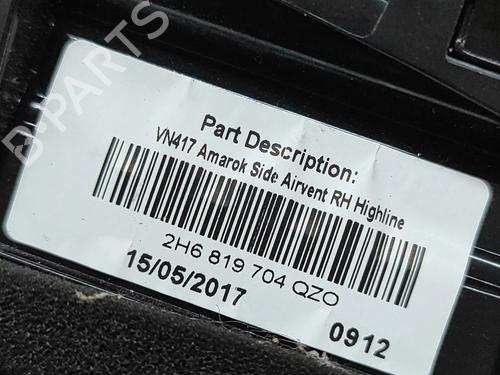 B-PARTS
Part Description:
VN417 Amarok Side Airvent RH Highline
2H6 819 704 QZO
15/05/2017
0912